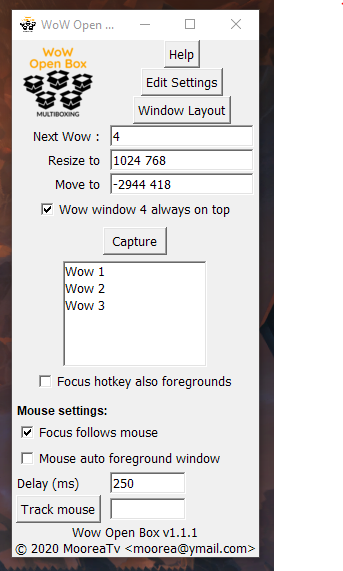 WoW Open ...
WoW
Open Box
MULTIBOXING
Help
Edit Settings
Window Layout
Next Wow : 4
Resize to 1024 768
Move to -2944 418
Wow window 4 always on top
Capture
Wow 1
Wow 2
Wow 3
Focus hotkey also foregrounds
Mouse settings:
Focus follows mouse
Mouse auto foreground window
Delay (ms) 250
Track mouse
Wow Open Box v1.1.1
© 2020 MooreaTv <moorea@ymail.com>